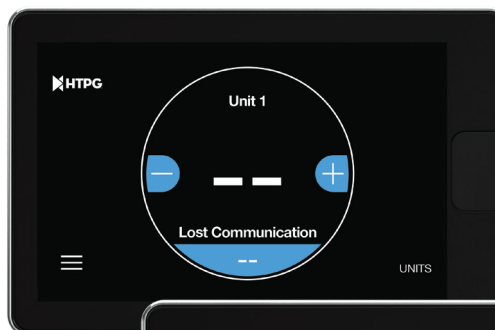 HTPG
Unit 1
– –
Lost Communication
--
UNITS